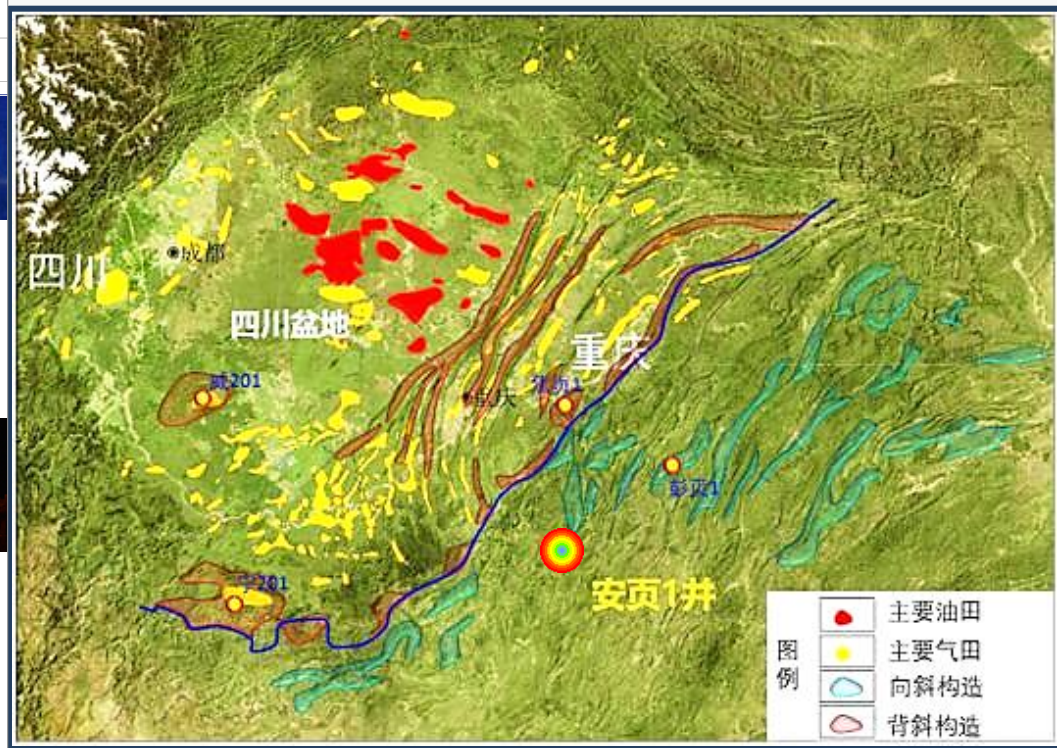 成都
四川
四川盆地
重庆
威201
焦页1
重庆
彭页1
安页1井
宁201
图例
主要油田
主要气田
向斜构造
背斜构造